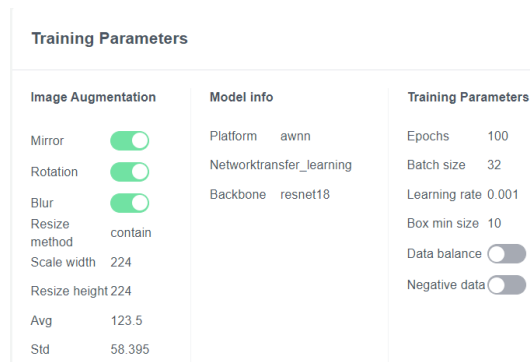 Training Parameters
Image Augmentation
Mirror
Rotation
Blur
Resize method contain
Scale width 224
Resize height 224
Avg 123.5
Std 58.395
Model info
Platform awnn
Networktransfer_learning
Backbone resnet18
Training Parameters
Epochs 100
Batch size 32
Learning rate 0.001
Box min size 10
Data balance
Negative data